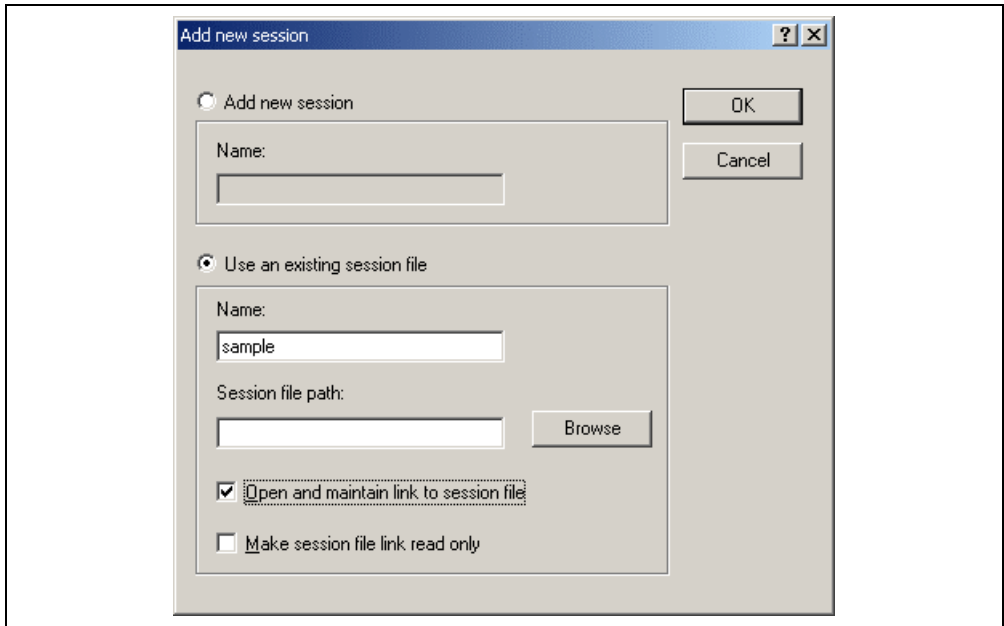 Add new session
Add new session
OK
Name:
Cancel
Use an existing session file
Name:
sample
Session file path:
Browse
Open and maintain link to session file
Make session file link read only